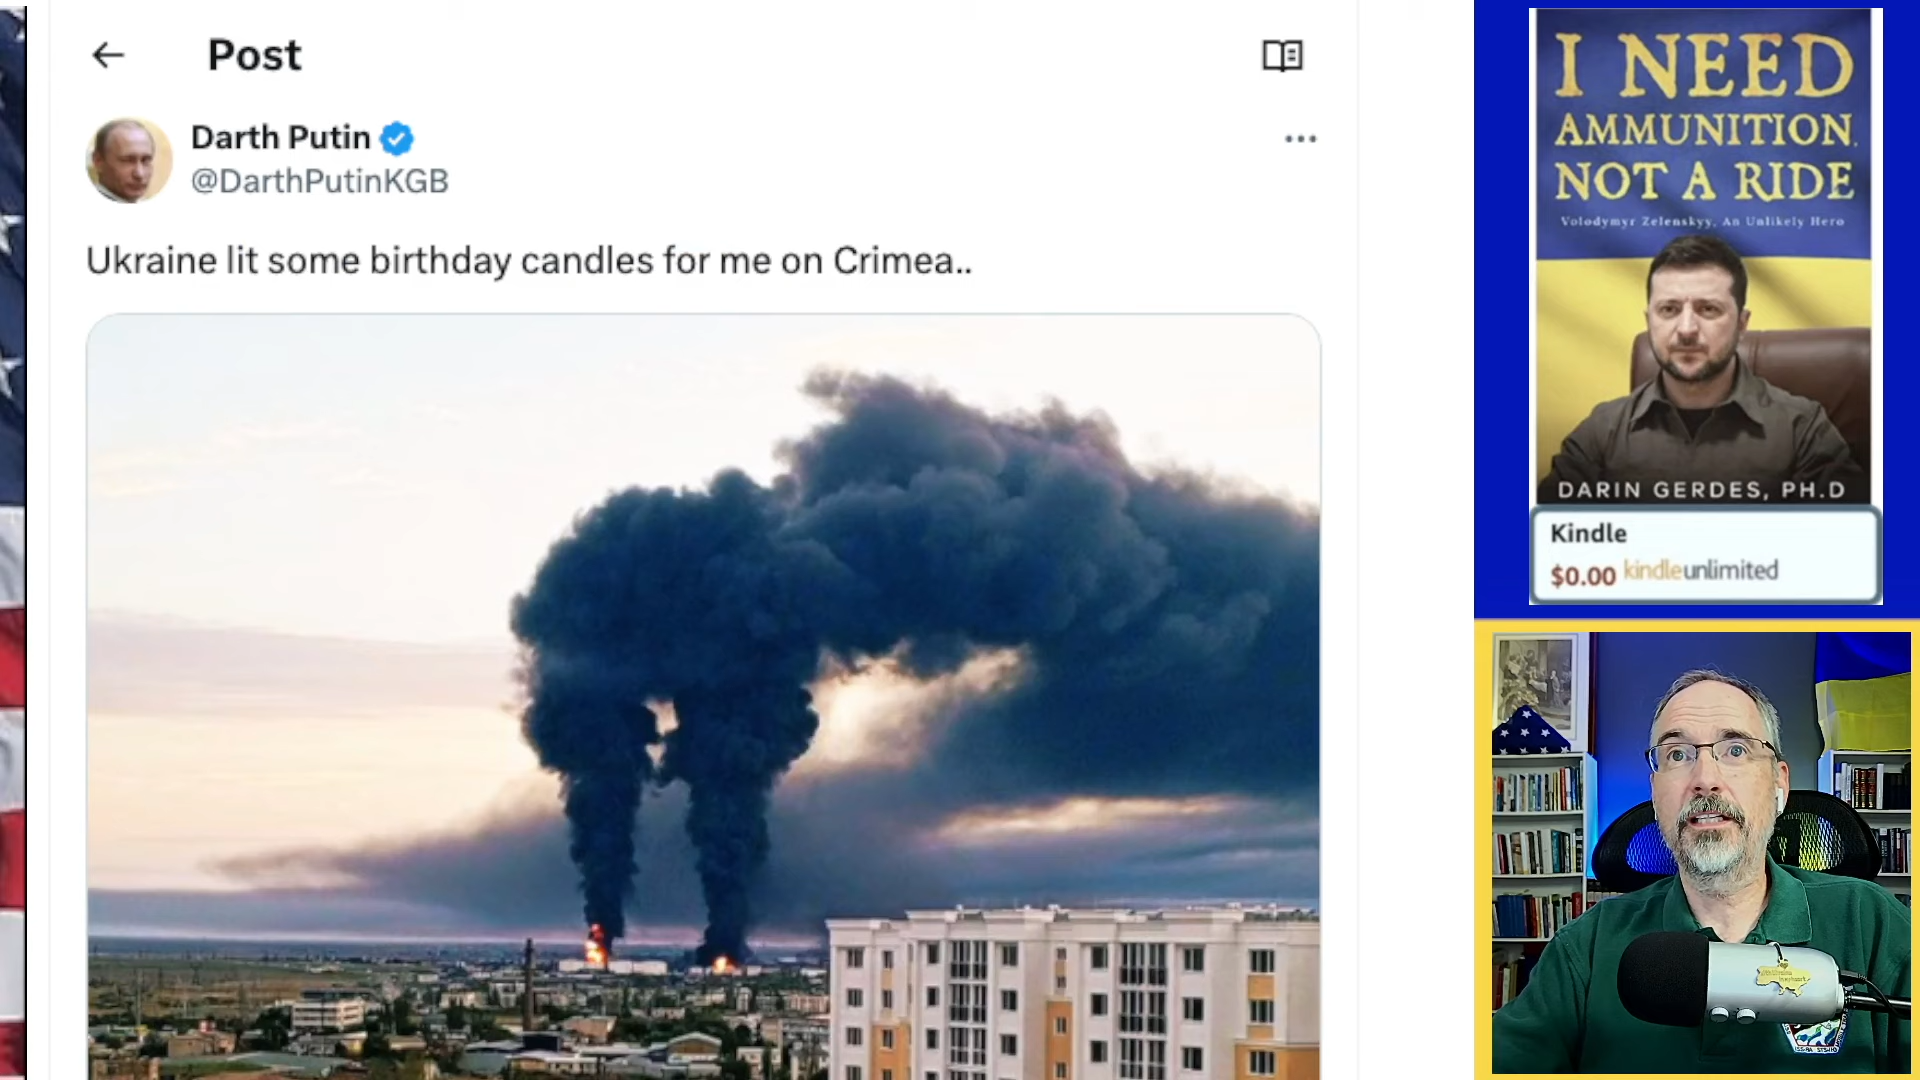 Post
Darth Putin
@DarthPutinKGB
Ukraine lit some birthday candles for me on Crimea..
I NEED
AMMUNITION,
NOT A RIDE
Volodymyr Zelenskyy, An Unlikely Hero
DARIN GERDES, PH.D
Kindle
$0.00 kindleunlimited